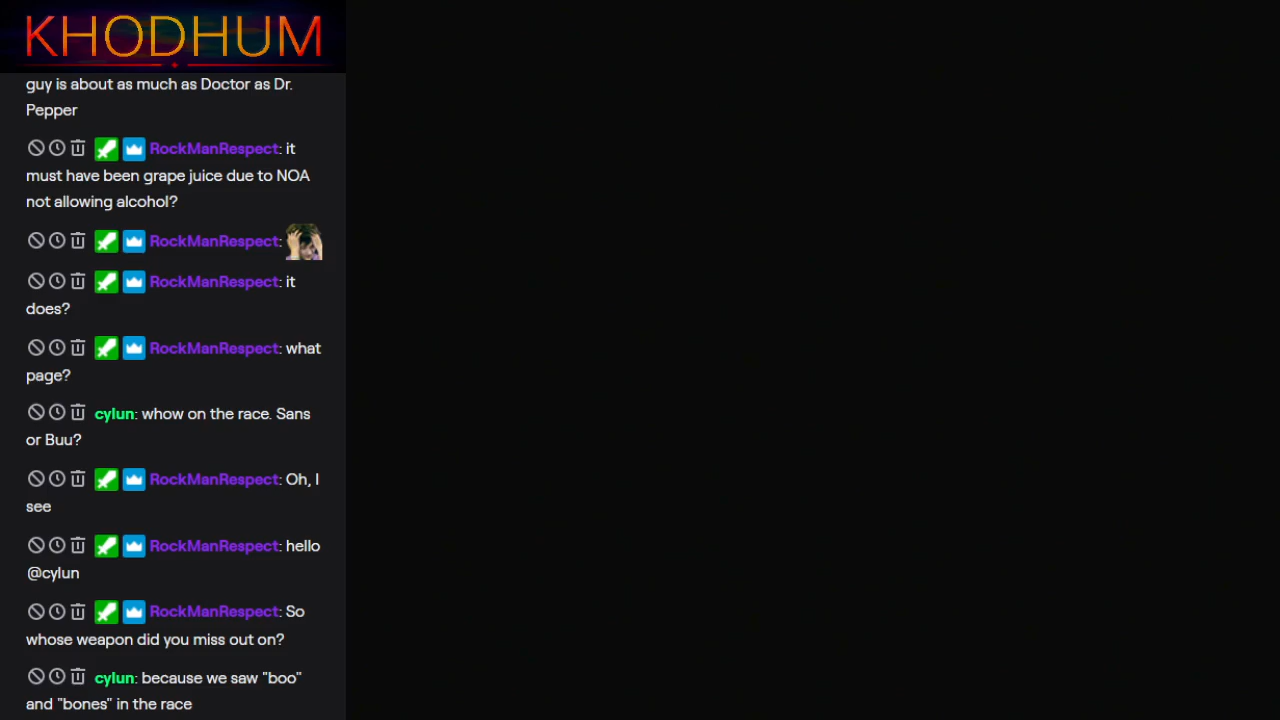 KHODHUM
guy is about as much as Doctor as Dr.
Pepper
RockManRespect: it
must have been grape juice due to NOA
not allowing alcohol?
RockManRespect:
RockManRespect: it
does?
RockManRespect: what
page?
cylun: whow on the race. Sans
or Buu?
RockManRespect: Oh, I
see
RockManRespect: hello
@cylun
RockManRespect: So
whose weapon did you miss out on?
cylun: because we saw "boo"
and "bones" in the race